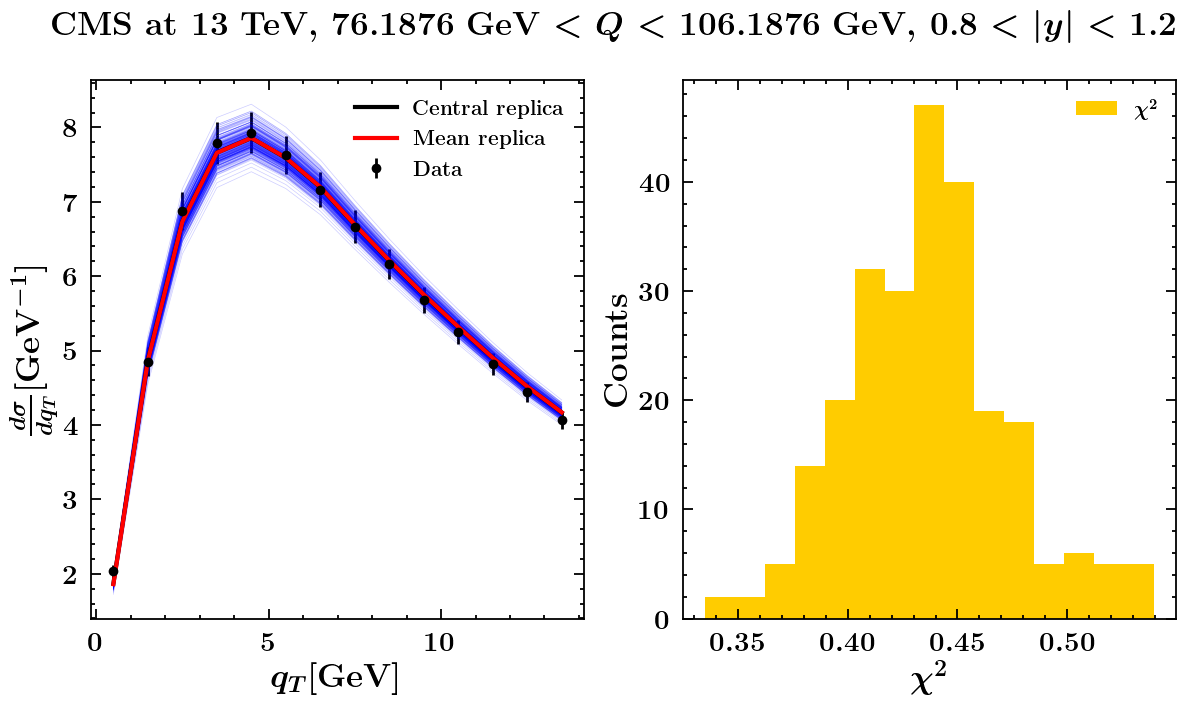 CMS at 13 TeV, 76.1876 GeV < Q < 106.1876 GeV, 0.8 < |y| < 1.2
dσ/dq_T [GeV⁻¹]
8
7
6
5
4
3
2
0 5 10
q_T[GeV]
Central replica
Mean replica
Data
Counts
40
30
20
10
0
0.35 0.40 0.45 0.50
χ²
χ²